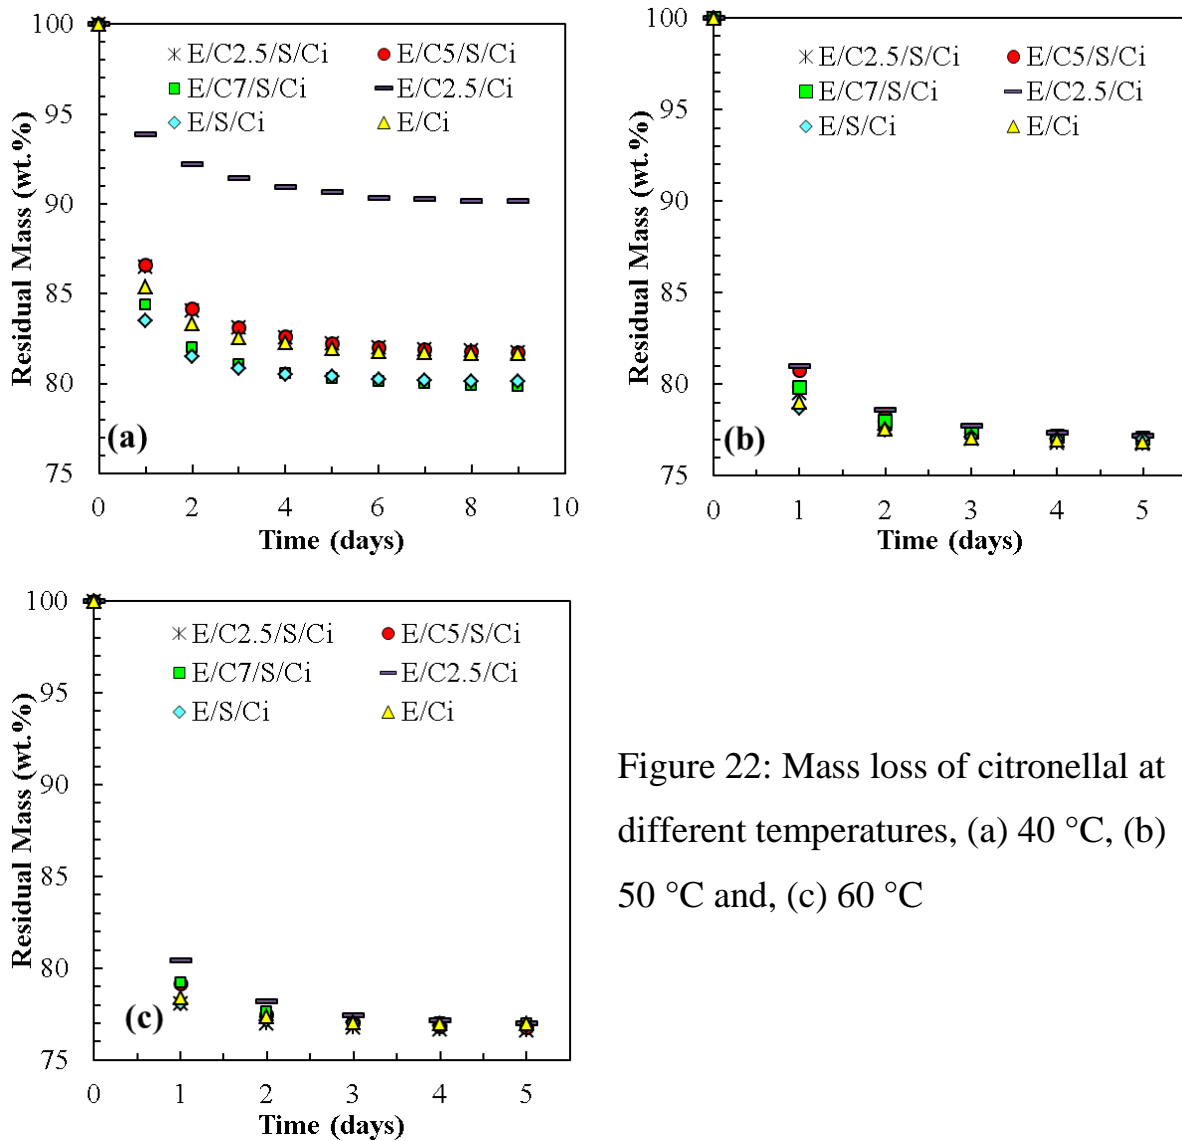 100
95
90
85
80
75
Residual Mass (wt.%)
E/C2.5/S/Ci E/C5/S/Ci
E/C7/S/Ci E/C2.5/Ci
E/S/Ci E/Ci
(a)
0 2 4 6 8 10
Time (days)
100
95
90
85
80
75
Residual Mass (wt.%)
E/C2.5/S/Ci E/C5/S/Ci
E/C7/S/Ci E/C2.5/Ci
E/S/Ci E/Ci
(b)
0 1 2 3 4 5
Time (days)
100
95
90
85
80
75
Residual Mass (wt.%)
E/C2.5/S/Ci E/C5/S/Ci
E/C7/S/Ci E/C2.5/Ci
E/S/Ci E/Ci
(c)
0 1 2 3 4 5
Time (days)
Figure 22: Mass loss of citronellal at
different temperatures, (a) 40 °C, (b)
50 °C and, (c) 60 °C